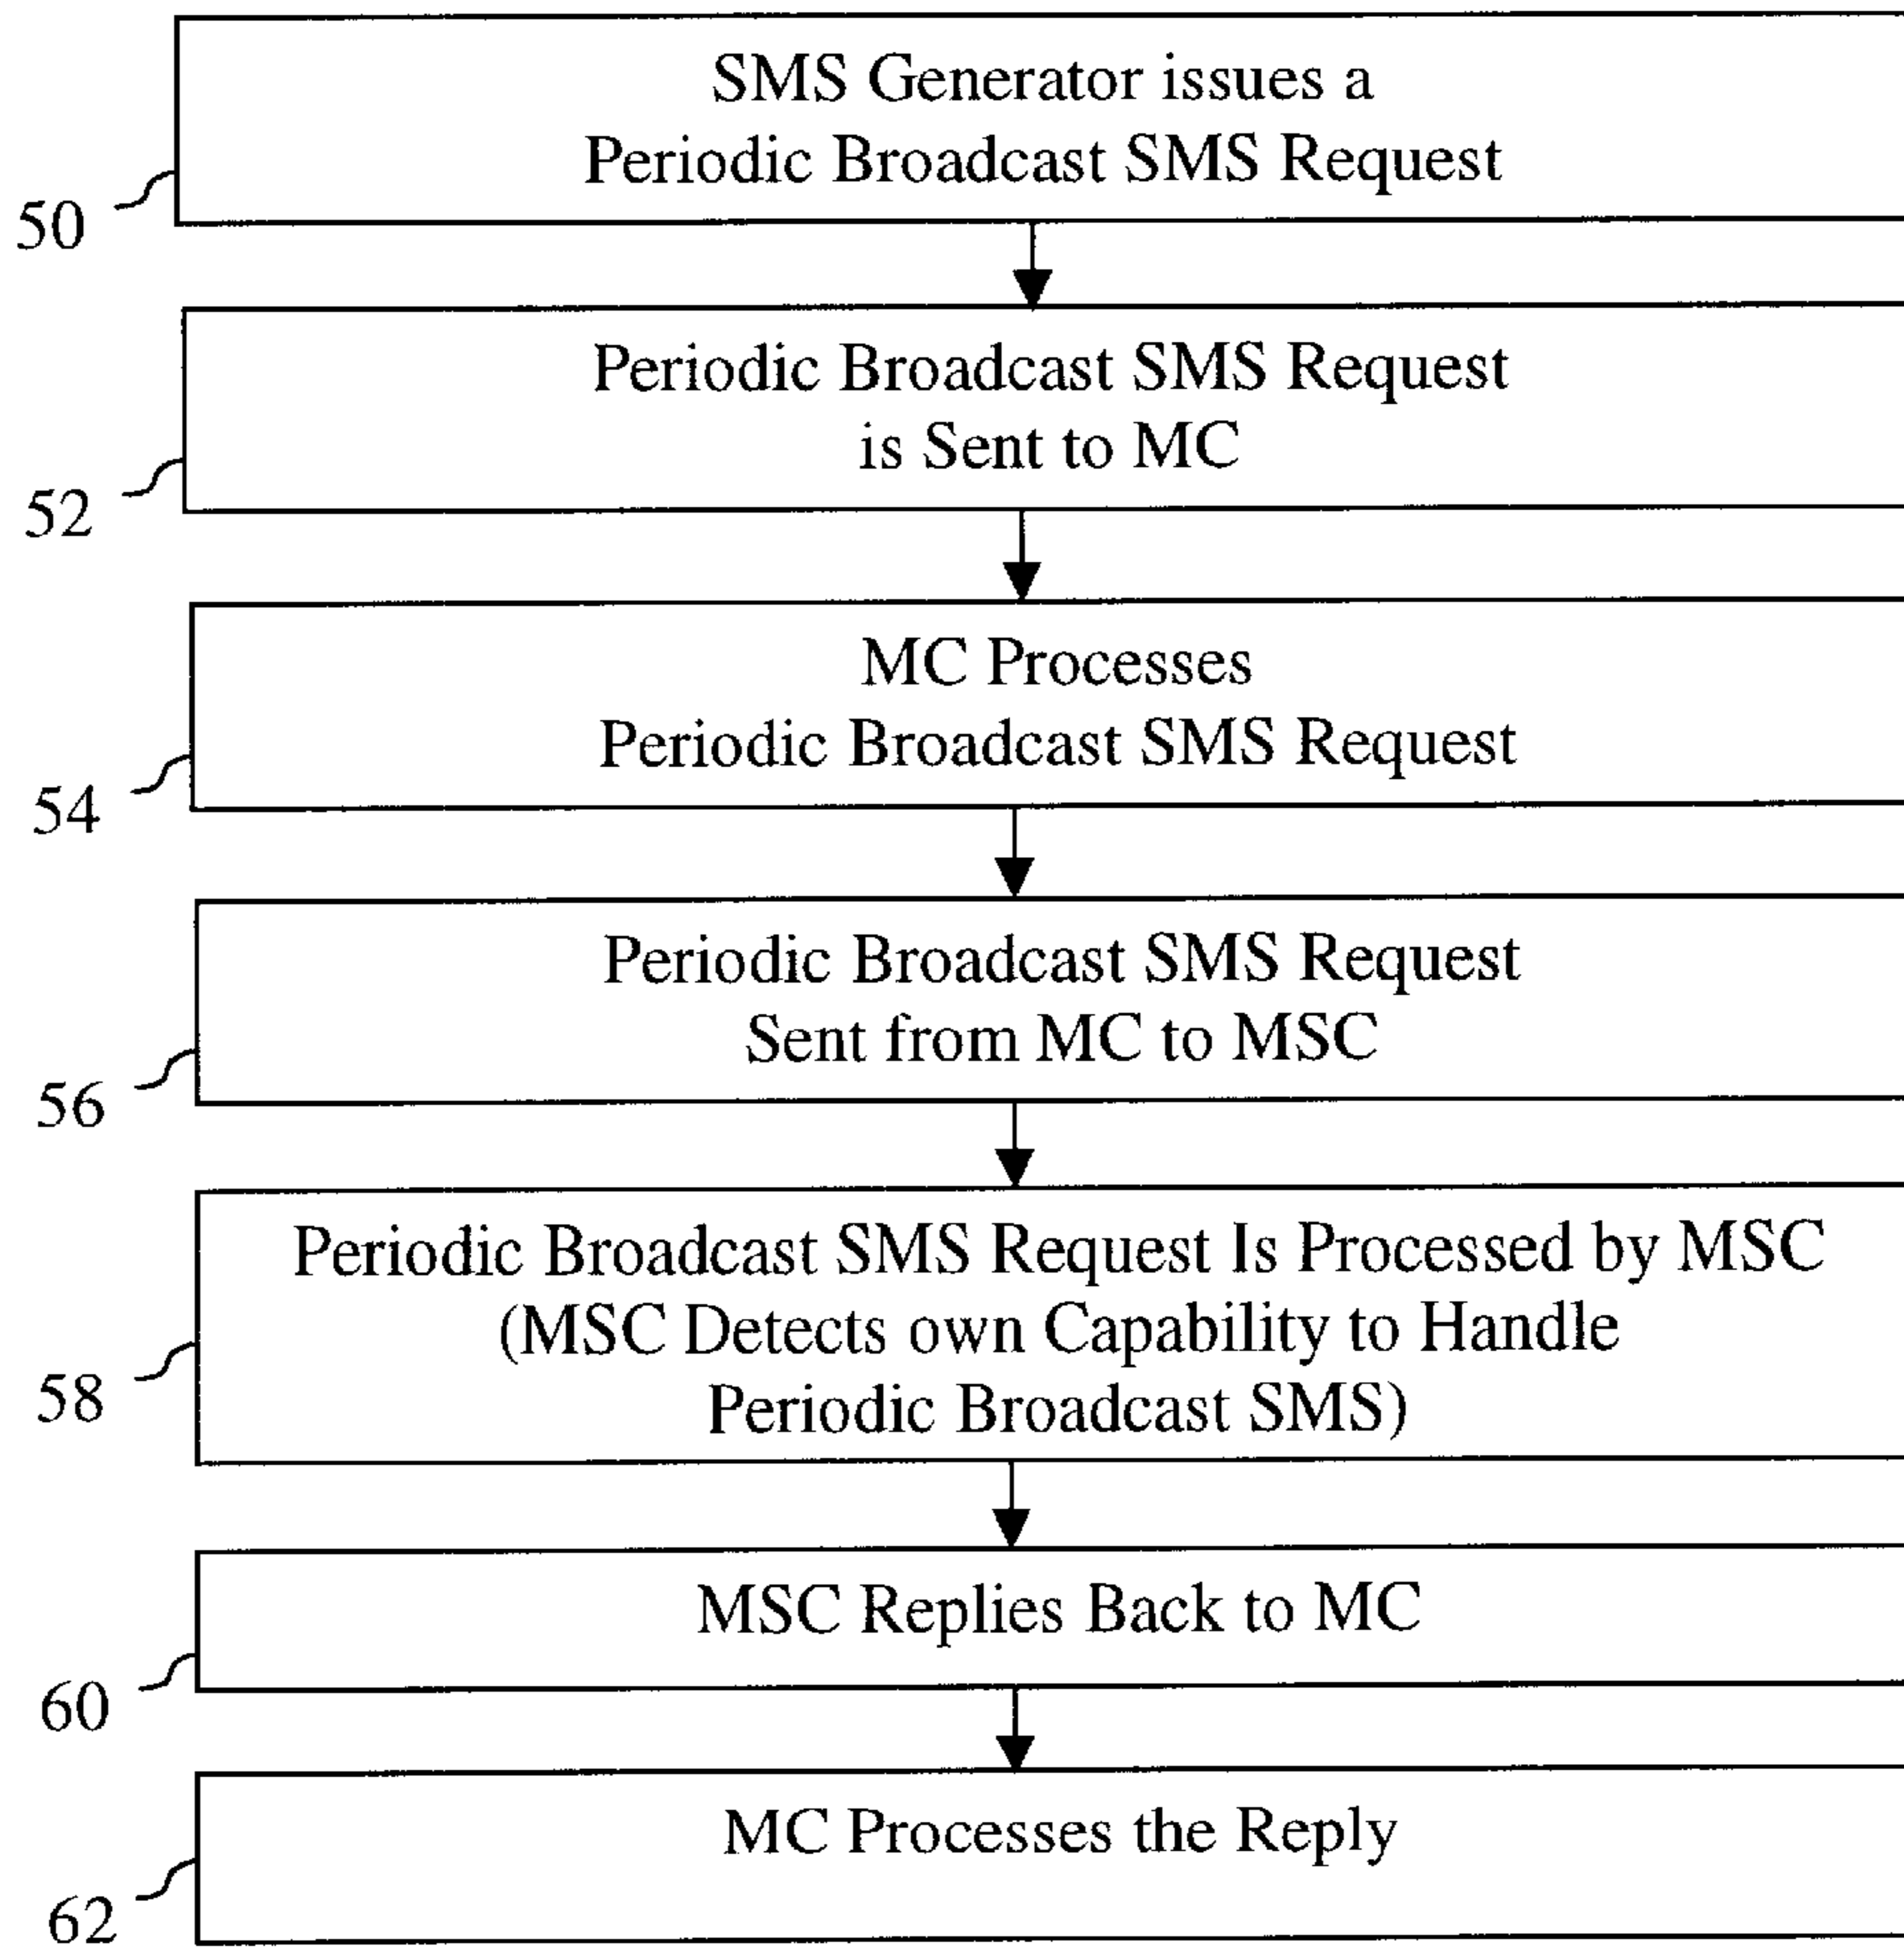 SMS Generator issues a
Periodic Broadcast SMS Request
50
Periodic Broadcast SMS Request
is Sent to MC
52
MC Processes
Periodic Broadcast SMS Request
54
Periodic Broadcast SMS Request
Sent from MC to MSC
56
Periodic Broadcast SMS Request Is Processed by MSC
(MSC Detects own Capability to Handle
Periodic Broadcast SMS)
58
MSC Replies Back to MC
60
MC Processes the Reply
62